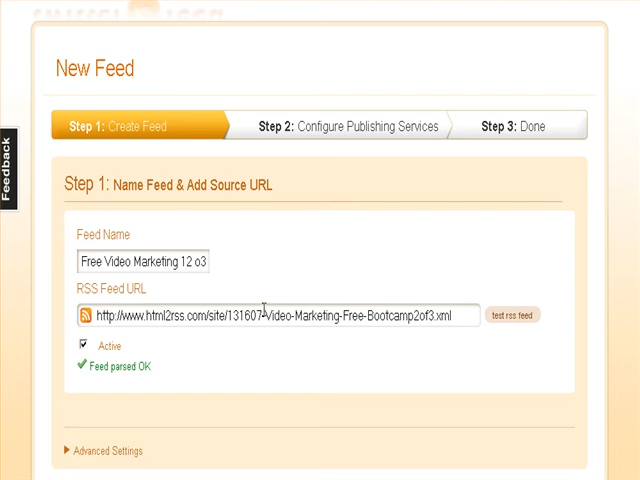 New Feed
Step 1: Create Feed
Step 2: Configure Publishing Services
Step 3: Done
Feedback
Step 1: Name Feed & Add Source URL
Feed Name
Free Video Marketing 12 o3
RSS Feed URL
http://www.html2rss.com/site/131607-Video-Marketing-Free-Bootcamp2of3.xml
test rss feed
Active
Feed parsed OK
Advanced Settings